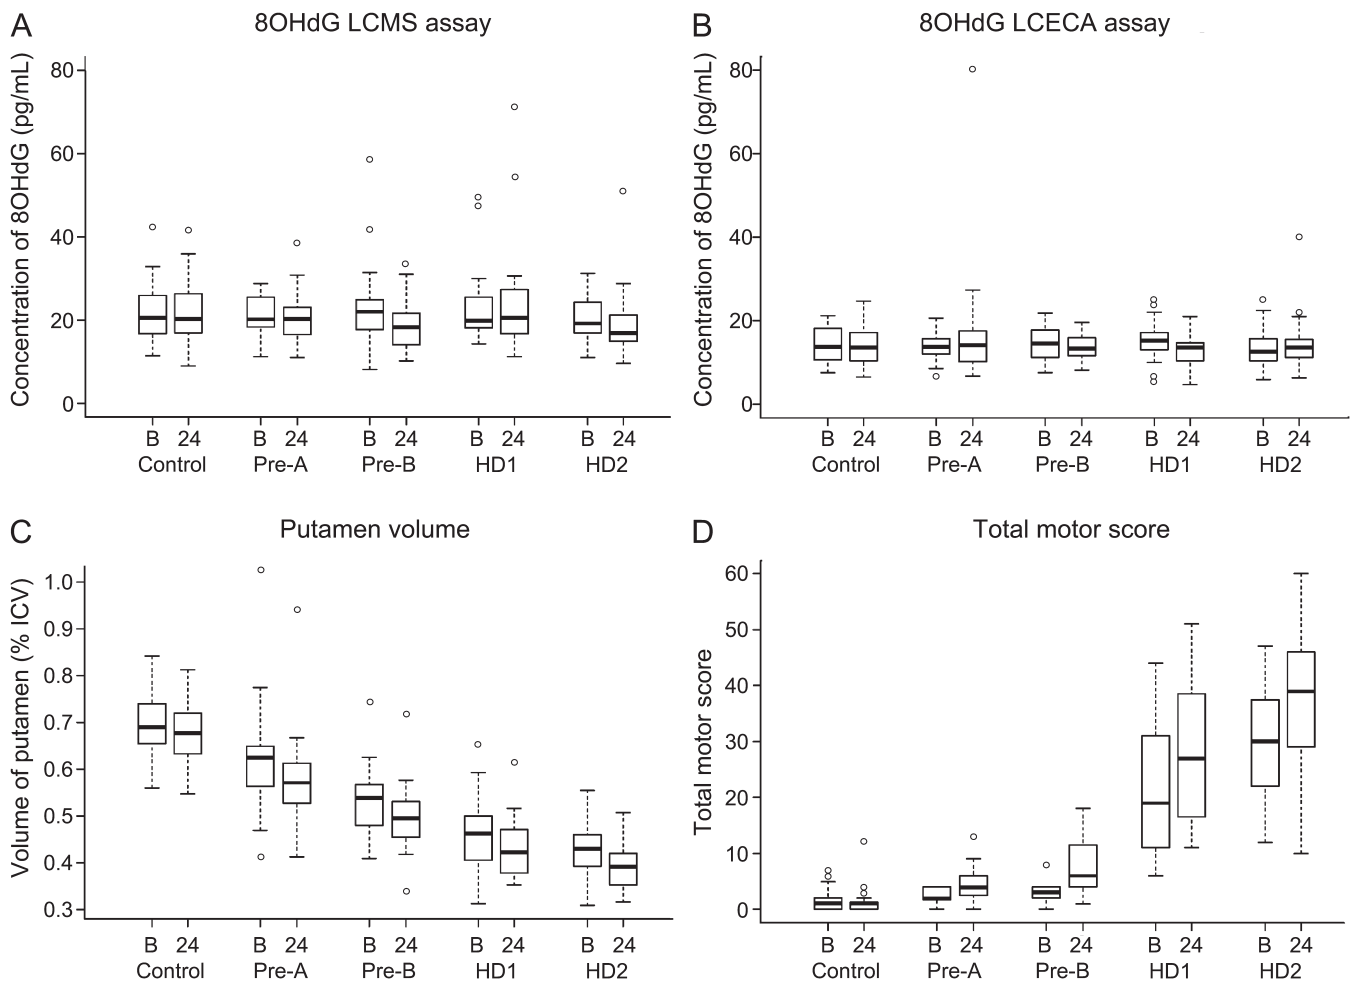 A
8OHdG LCMS assay
Concentration of 8OHdG (pg/mL)
80
60
40
20
0
B 24 B 24 B 24 B 24 B 24
Control Pre-A Pre-B HD1 HD2
B
8OHdG LCECA assay
Concentration of 8OHdG (pg/mL)
80
60
40
20
0
B 24 B 24 B 24 B 24 B 24
Control Pre-A Pre-B HD1 HD2
C
Putamen volume
Volume of putamen (% ICV)
1.0
0.9
0.8
0.7
0.6
0.5
0.4
0.3
B 24 B 24 B 24 B 24 B 24
Control Pre-A Pre-B HD1 HD2
D
Total motor score
Total motor score
60
50
40
30
20
10
0
B 24 B 24 B 24 B 24 B 24
Control Pre-A Pre-B HD1 HD2